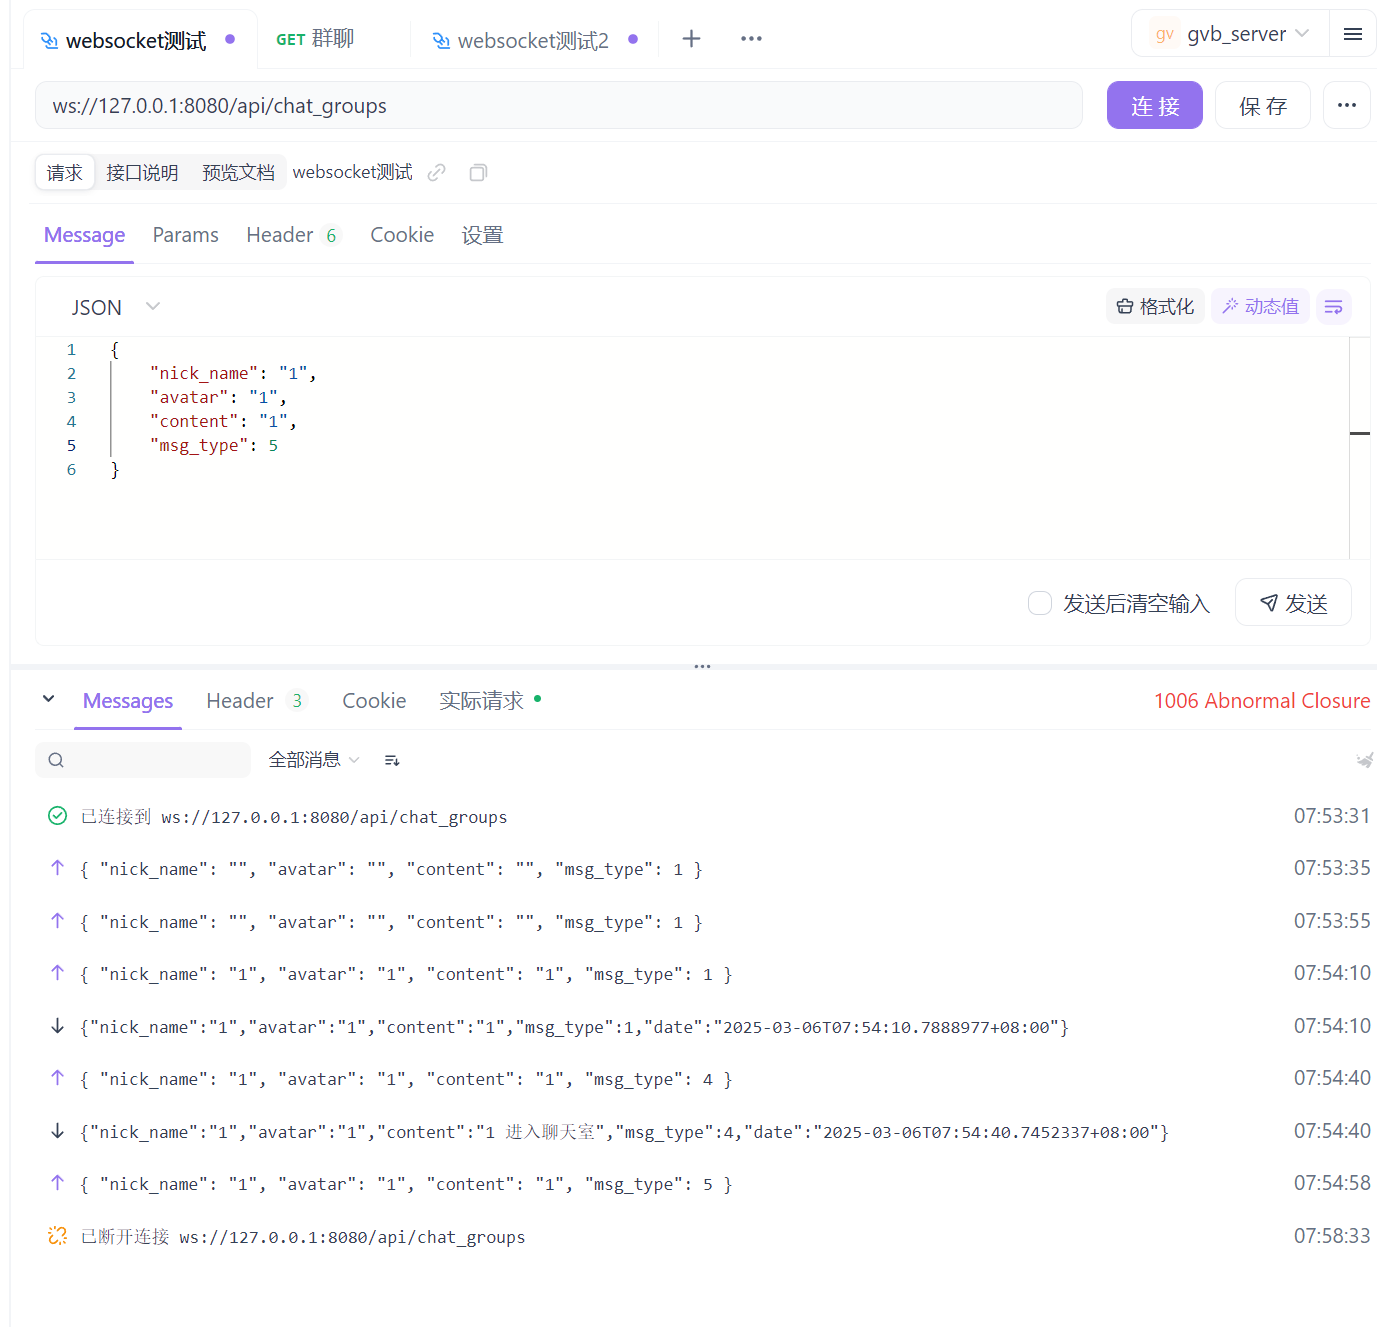 websocket测试
GET 群聊
websocket测试2
gv gvb_server
ws://127.0.0.1:8080/api/chat_groups
连 接
保 存
请求 接口说明 预览文档 websocket测试
Message Params Header 6 Cookie 设置
JSON
格式化 动态值
1 {
2 "nick_name": "1",
3 "avatar": "1",
4 "content": "1",
5 "msg_type": 5
6 }
发送后清空输入 发送
Messages Header 3 Cookie 实际请求 1006 Abnormal Closure
全部消息
已连接到 ws://127.0.0.1:8080/api/chat_groups 07:53:31
{ "nick_name": "", "avatar": "", "content": "", "msg_type": 1 } 07:53:35
{ "nick_name": "", "avatar": "", "content": "", "msg_type": 1 } 07:53:55
{ "nick_name": "1", "avatar": "1", "content": "1", "msg_type": 1 } 07:54:10
{"nick_name":"1","avatar":"1","content":"1","msg_type":1,"date":"2025-03-06T07:54:10.7888977+08:00"} 07:54:10
{ "nick_name": "1", "avatar": "1", "content": "1", "msg_type": 4 } 07:54:40
{"nick_name":"1","avatar":"1","content":"1 进入聊天室","msg_type":4,"date":"2025-03-06T07:54:40.7452337+08:00"} 07:54:40
{ "nick_name": "1", "avatar": "1", "content": "1", "msg_type": 5 } 07:54:58
已断开连接 ws://127.0.0.1:8080/api/chat_groups 07:58:33